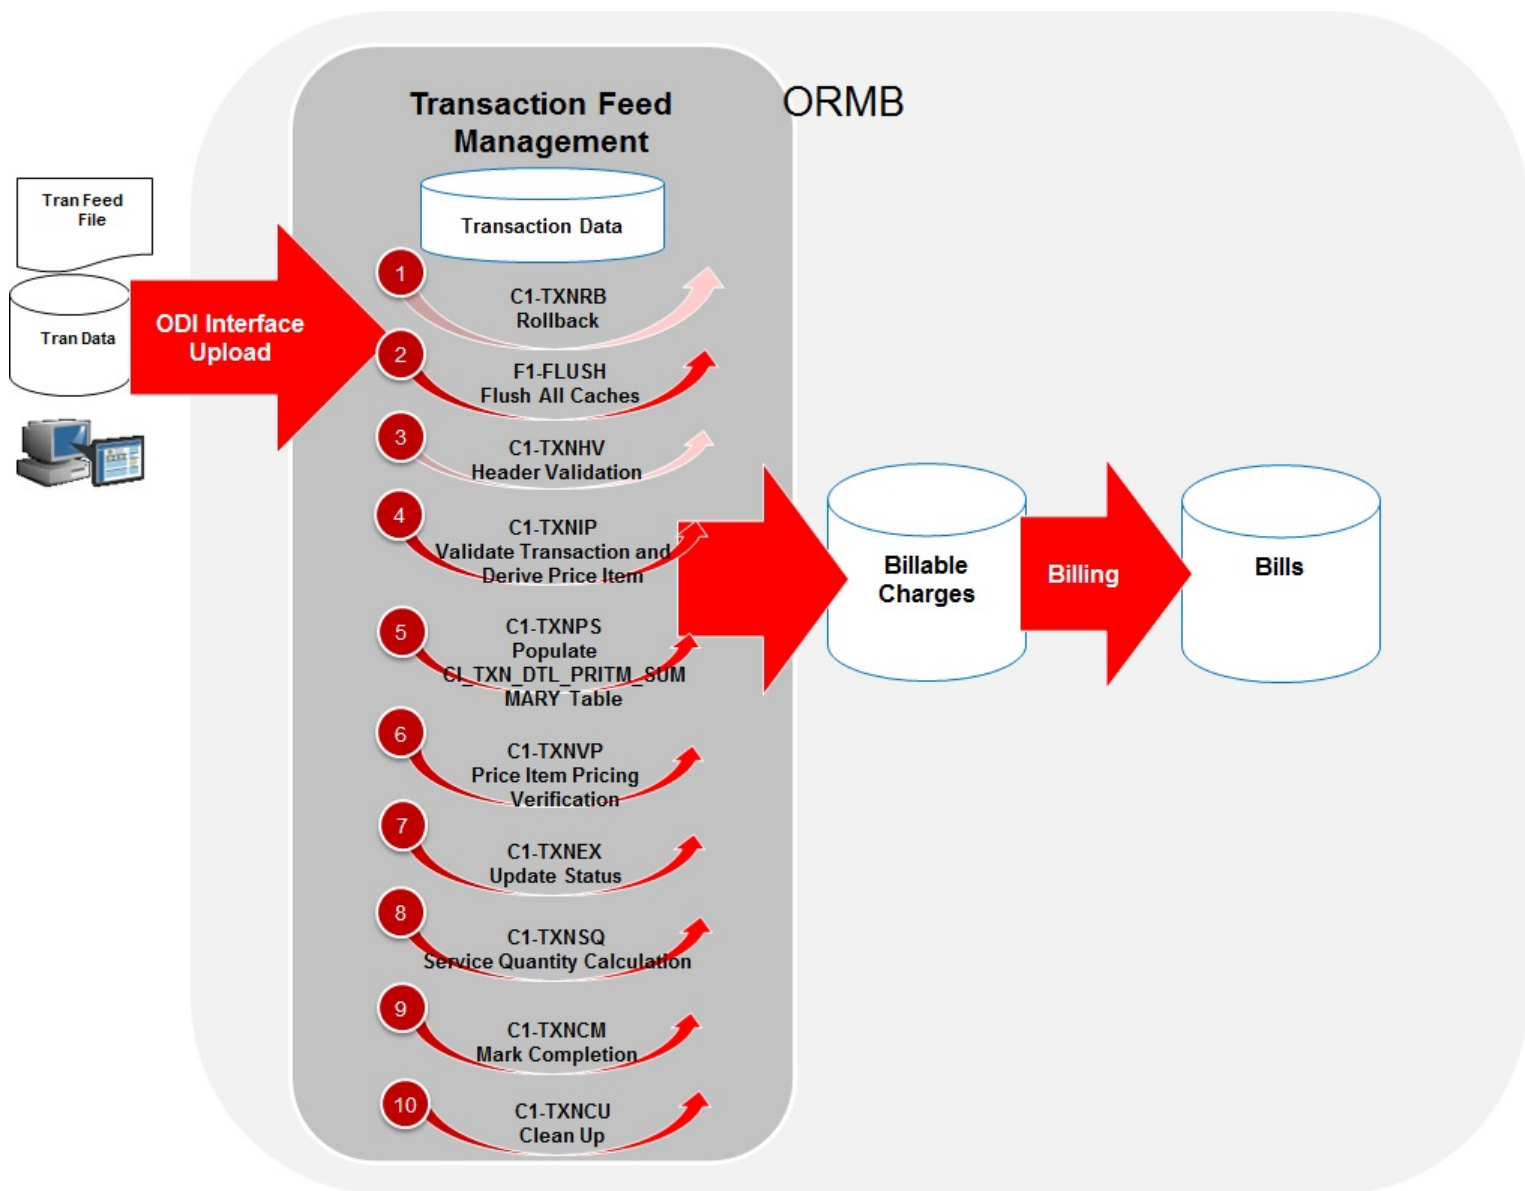 Transaction Feed
Management
ORMB
Tran Feed
File
Transaction Data
Tran Data
ODI Interface
Upload
1
C1-TXNRB
Rollback
2
F1-FLUSH
Flush All Caches
3
C1-TXNHV
Header Validation
4
C1-TXNIP
Validate Transaction and
Derive Price Item
5
C1-TXNPS
Populate
CI_TXN_DTL_PRITM_SUM
MARY Table
6
C1-TXNVP
Price Item Pricing
Verification
7
C1-TXNEX
Update Status
8
C1-TXNSQ
Service Quantity Calculation
9
C1-TXNCM
Mark Completion
10
C1-TXNCU
Clean Up
Billable
Charges
Billing
Bills